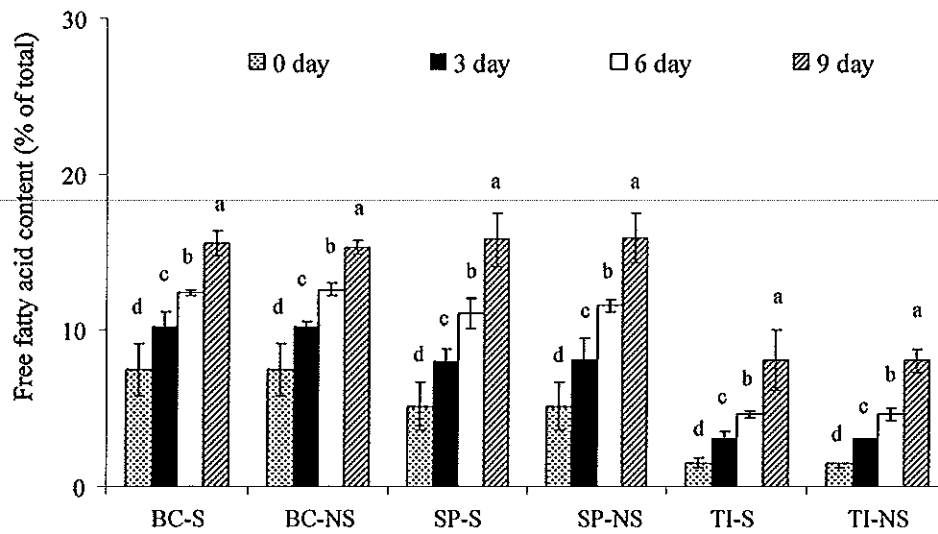 Free fatty acid content (% of total)
30
20
10
0
0 day 3 day 6 day 9 day
d c b a
d c b a
d c b a
d c b a
d c b a
d c b a
BC-S BC-NS SP-S SP-NS TI-S TI-NS